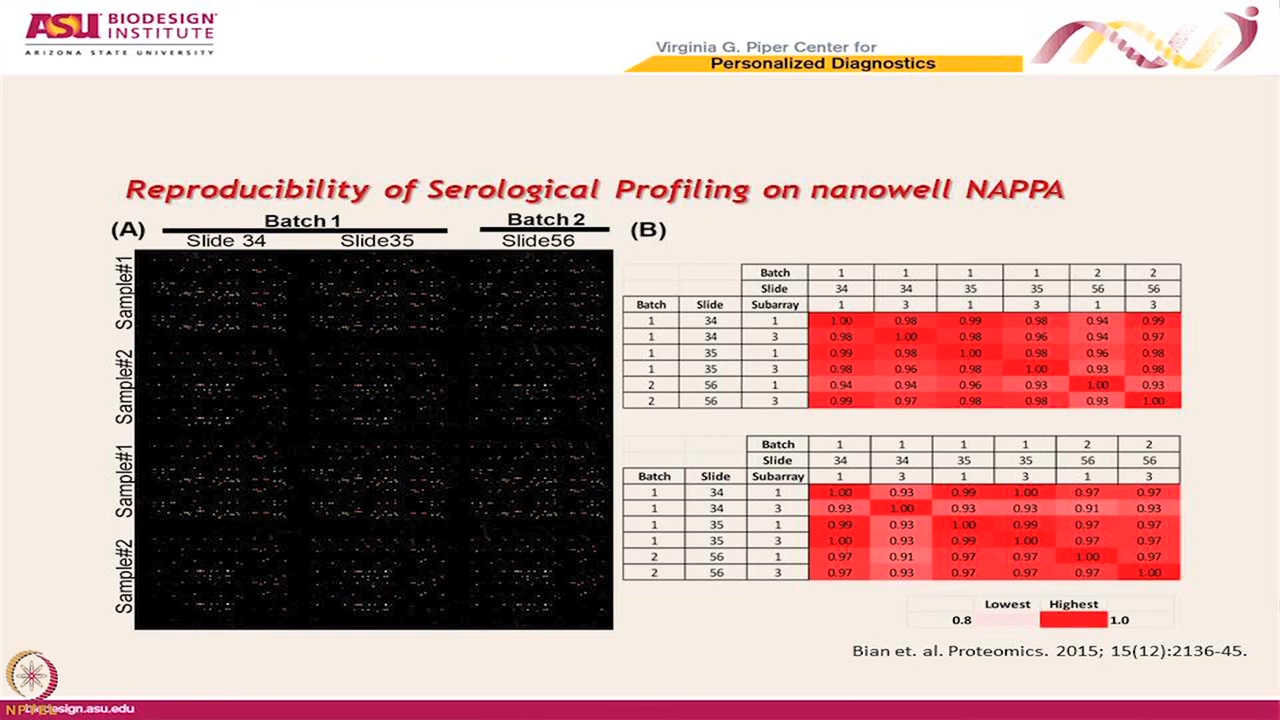 ASU BIODESIGN INSTITUTE
ARIZONA STATE UNIVERSITY
Virginia G. Piper Center for
Personalized Diagnostics
Reproducibility of Serological Profiling on nanowell NAPPA
(A) Batch 1 Batch 2
Slide 34 Slide35 Slide56
Sample#1
Sample#2
Sample#1
Sample#2
(B)
Batch 1 1 1 1 2 2
Slide 34 34 35 35 56 56
Batch Slide Subarray 1 3 1 3 1 3
1 34 1 1.00 0.98 0.99 0.98 0.94 0.99
1 34 3 0.98 1.00 0.98 0.96 0.94 0.97
1 35 1 0.99 0.98 1.00 0.98 0.96 0.98
1 35 3 0.98 0.96 0.98 1.00 0.93 0.98
2 56 1 0.94 0.94 0.96 0.93 1.00 0.93
2 56 3 0.99 0.97 0.98 0.98 0.93 1.00
Batch 1 1 1 1 2 2
Slide 34 34 35 35 56 56
Batch Slide Subarray 1 3 1 3 1 3
1 34 1 1.00 0.93 0.99 1.00 0.97 0.97
1 34 3 0.93 1.00 0.93 0.93 0.91 0.93
1 35 1 0.99 0.93 1.00 0.99 0.97 0.97
1 35 3 1.00 0.93 0.99 1.00 0.97 0.97
2 56 1 0.97 0.91 0.97 0.97 1.00 0.97
2 56 3 0.97 0.93 0.97 0.97 0.97 1.00
Lowest Highest
0.8 1.0
Bian et. al. Proteomics. 2015; 15(12):2136-45.
NPTEL
biodesign.asu.edu